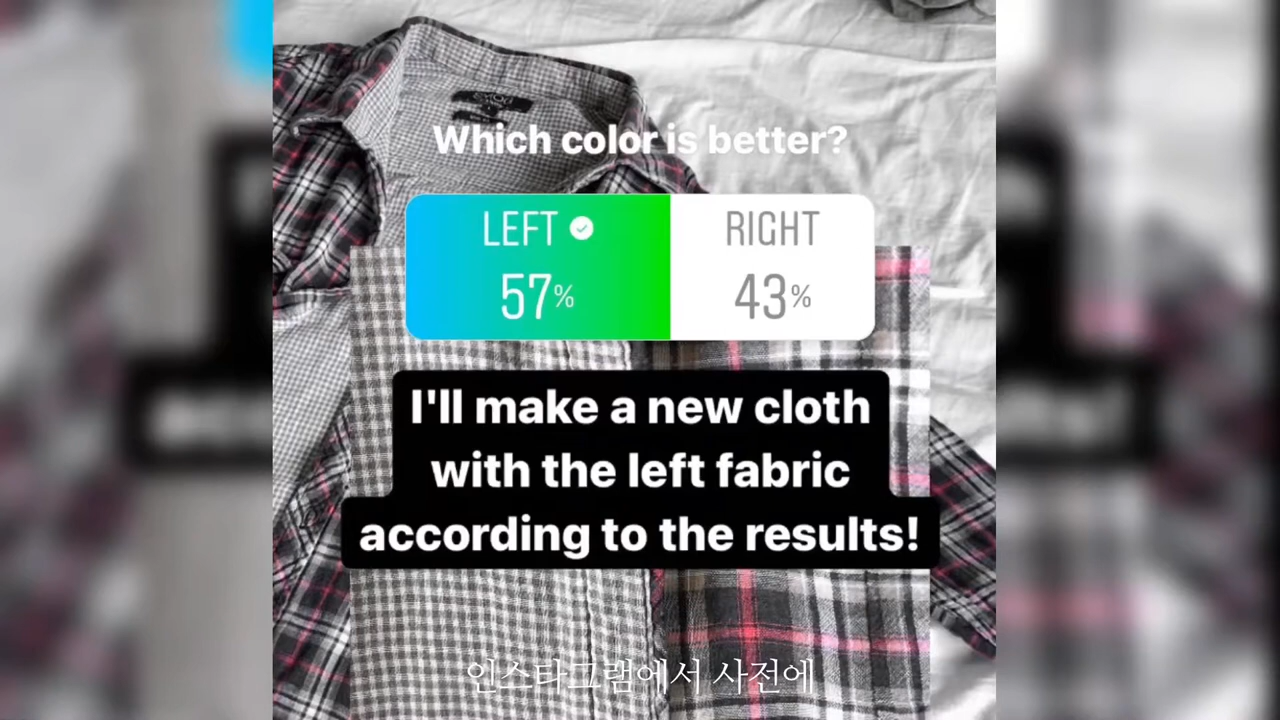 Which color is better?
LEFT RIGHT
57% 43%
I'll make a new cloth
with the left fabric
according to the results!
인스타그램에서 사전에